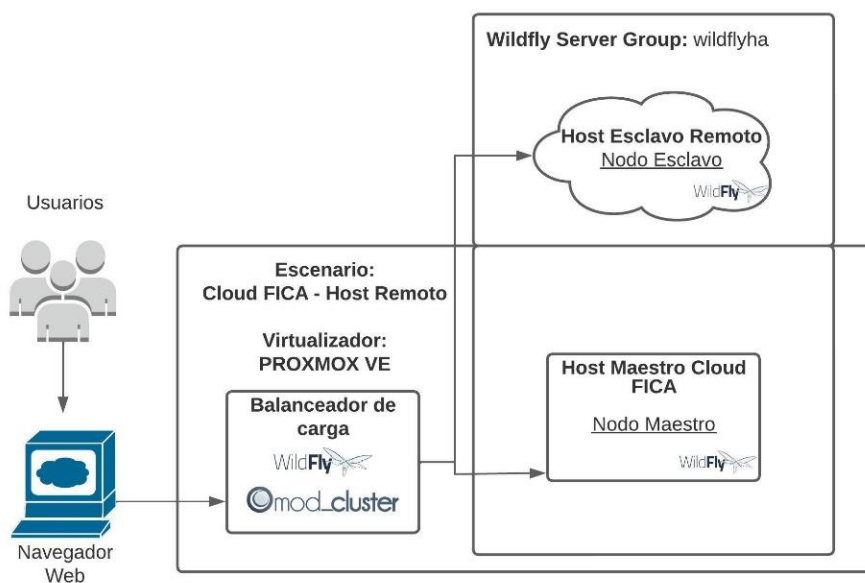 Wildfly Server Group: wildflyha
Host Esclavo Remoto
Nodo Esclavo
WildFly
Usuarios
Escenario:
Cloud FICA - Host Remoto
Virtualizador:
PROXMOX VE
Balanceador de
carga
WildFly
mod_cluster
Host Maestro Cloud
FICA
Nodo Maestro
WildFly
Navegador
Web